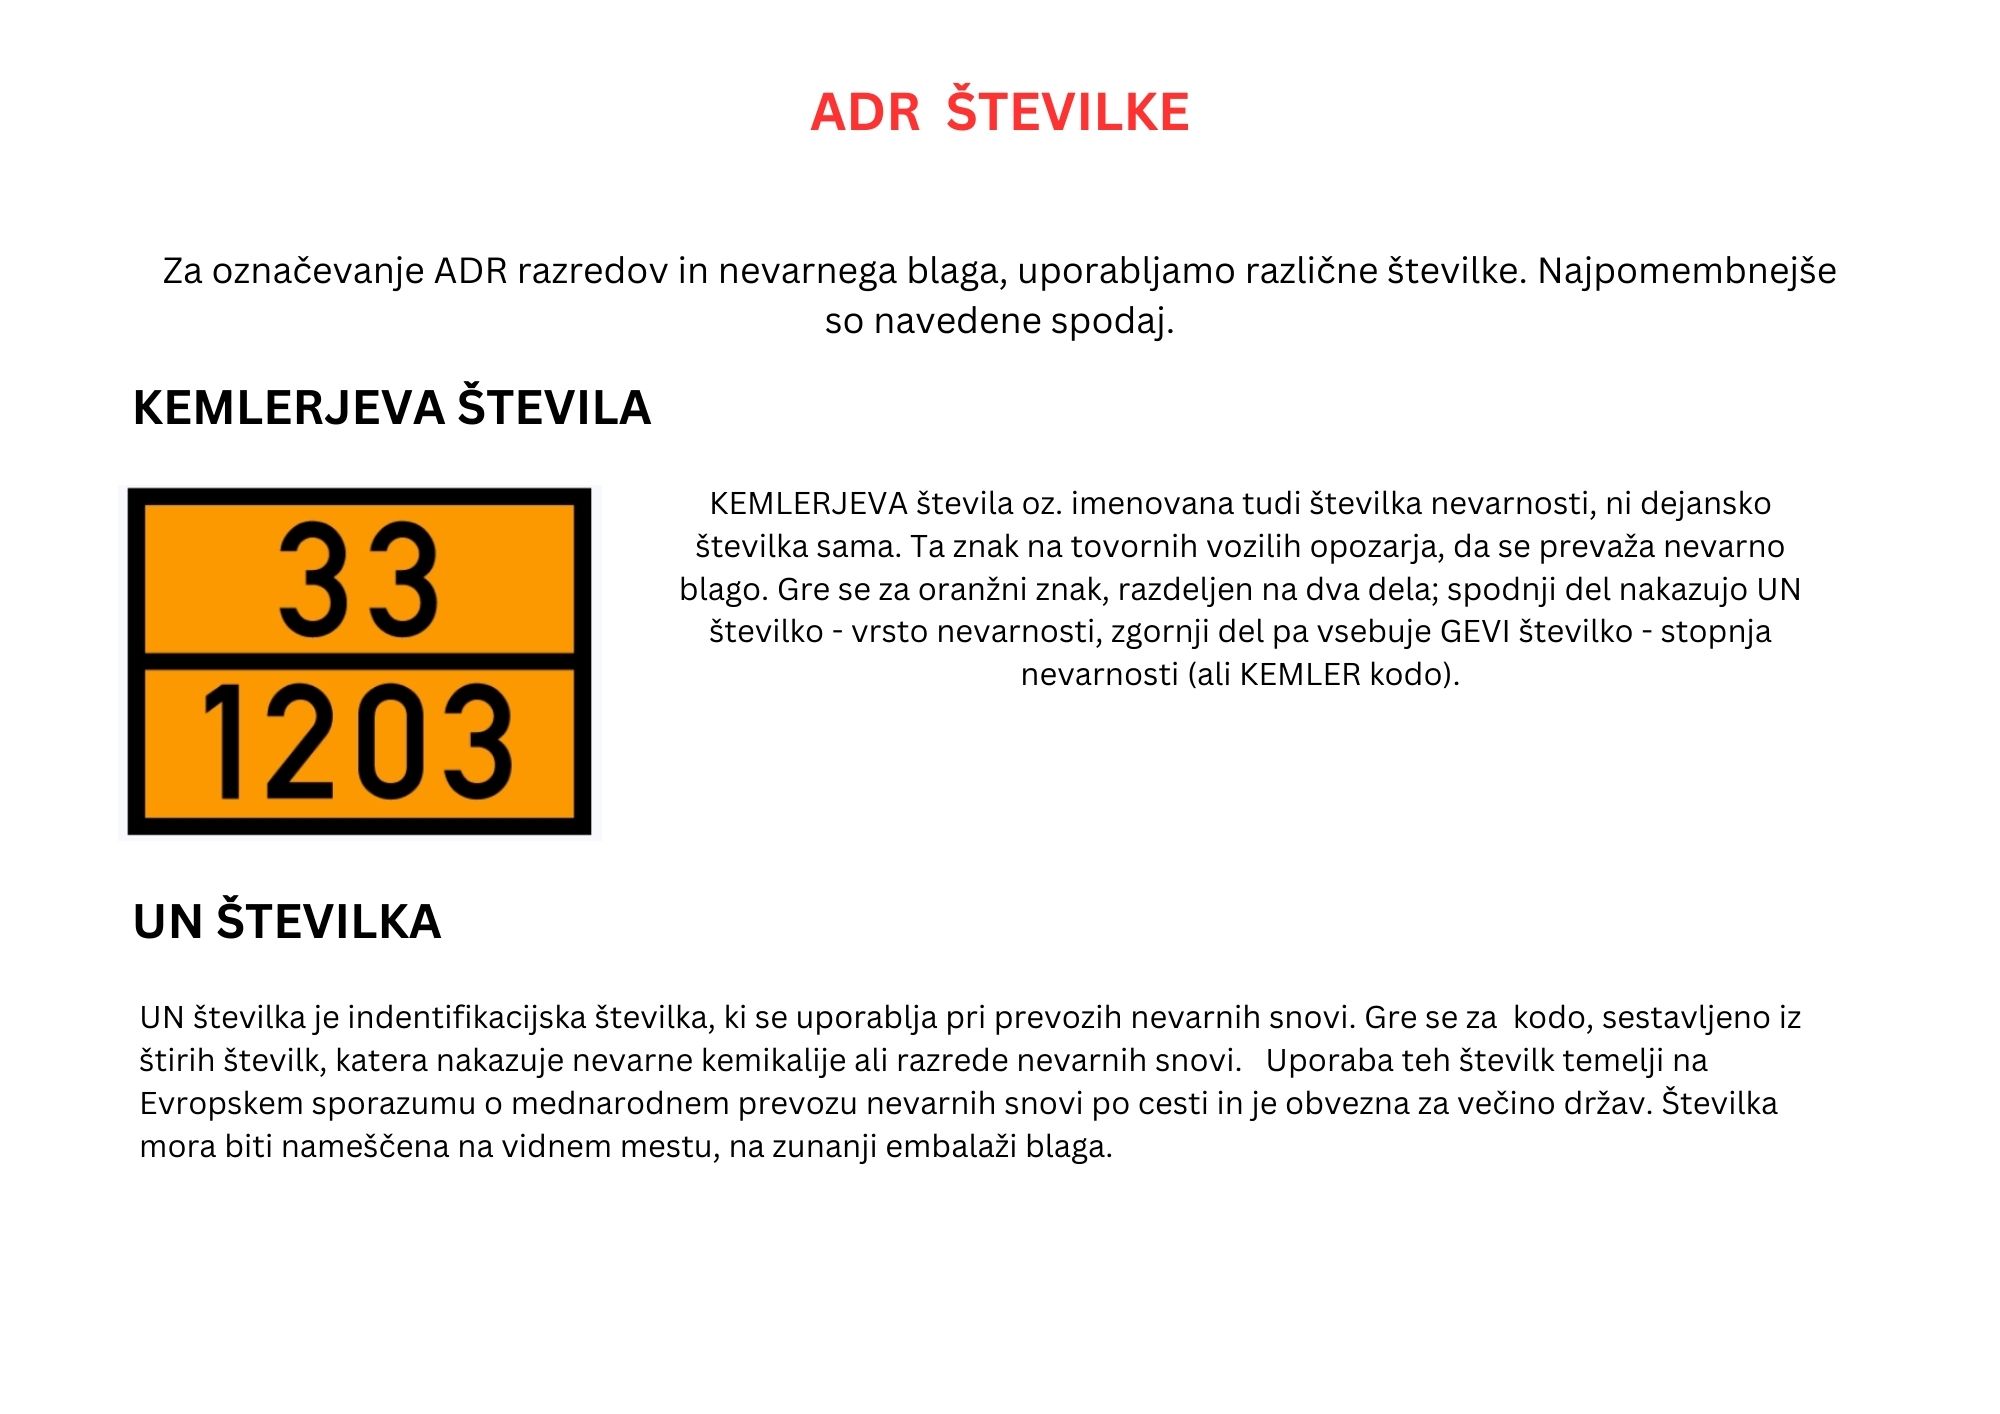 ADR ŠTEVILKE
Za označevanje ADR razredov in nevarnega blaga, uporabljamo različne številke. Najpomembnejše
so navedene spodaj.
KEMLERJEVA ŠTEVILA
33
1203
KEMLERJEVA števila oz. imenovana tudi številka nevarnosti, ni dejansko
številka sama. Ta znak na tovornih vozilih opozarja, da se prevaža nevarno
blago. Gre se za oranžni znak, razdeljen na dva dela; spodnji del nakazujo UN
številko - vrsto nevarnosti, zgornji del pa vsebuje GEVI številko - stopnja
nevarnosti (ali KEMLER kodo).
UN ŠTEVILKA
UN številka je indentifikacijska številka, ki se uporablja pri prevozih nevarnih snovi. Gre se za kodo, sestavljeno iz
štirih številk, katera nakazuje nevarne kemikalije ali razrede nevarnih snovi. Uporaba teh številk temelji na
Evropskem sporazumu o mednarodnem prevozu nevarnih snovi po cesti in je obvezna za večino držav. Številka
mora biti nameščena na vidnem mestu, na zunanji embalaži blaga.